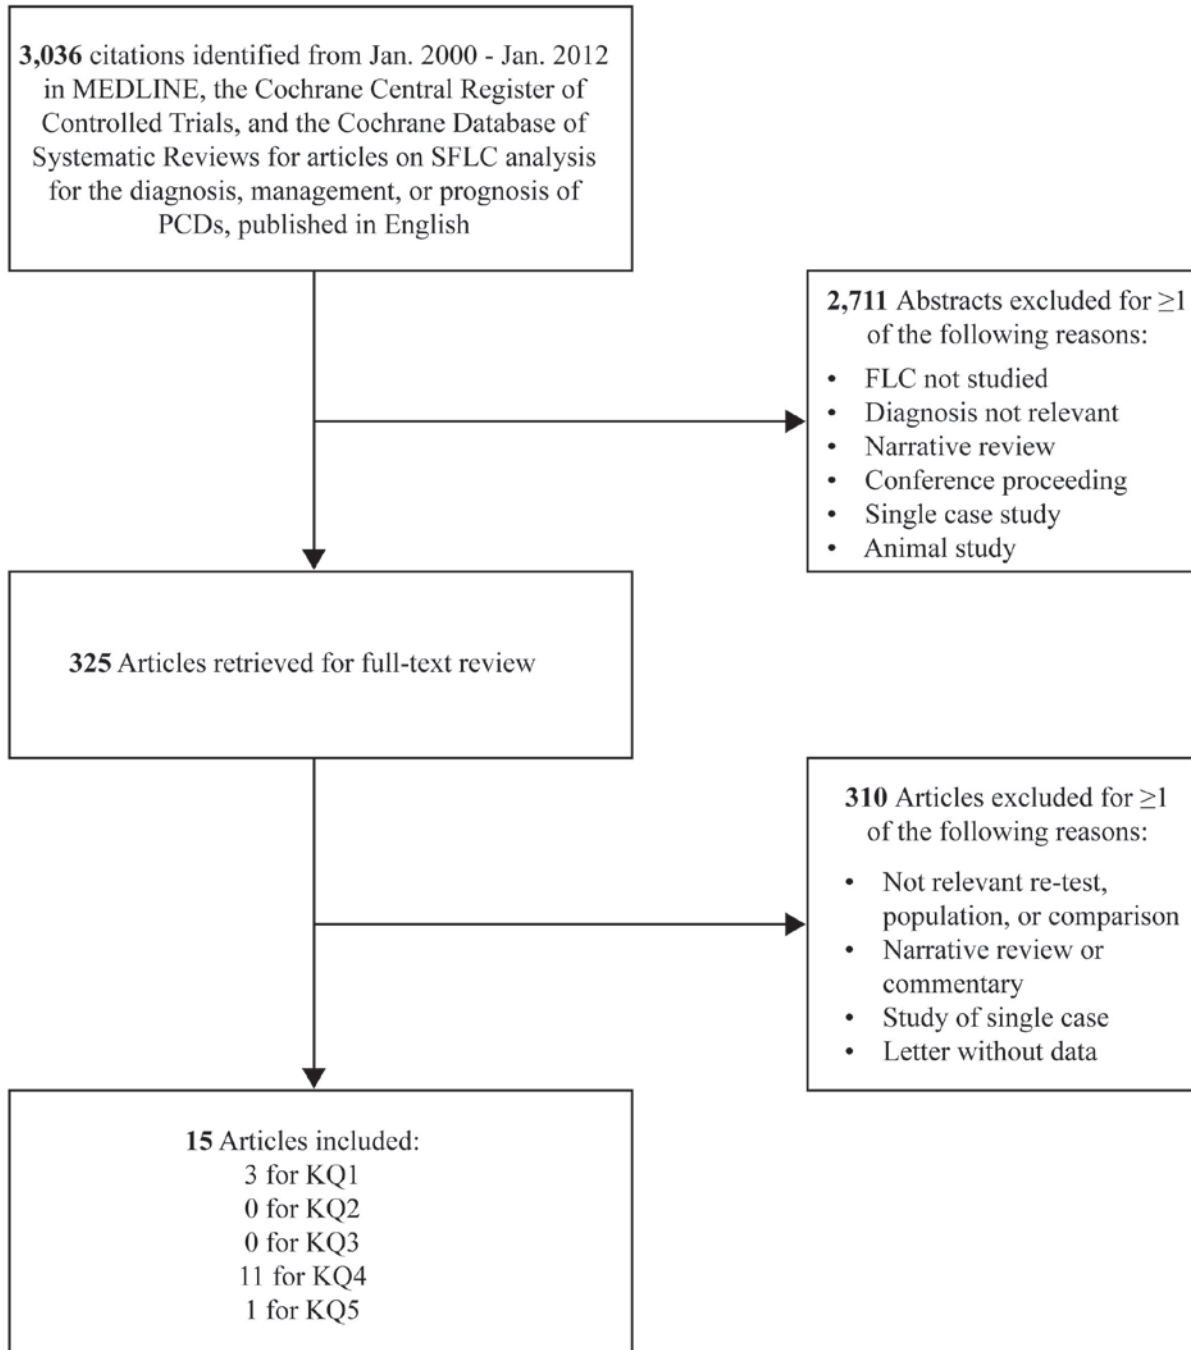 3,036 citations identified from Jan. 2000 - Jan. 2012
in MEDLINE, the Cochrane Central Register of
Controlled Trials, and the Cochrane Database of
Systematic Reviews for articles on SFLC analysis
for the diagnosis, management, or prognosis of
PCDs, published in English
2,711 Abstracts excluded for ≥1
of the following reasons:
• FLC not studied
• Diagnosis not relevant
• Narrative review
• Conference proceeding
• Single case study
• Animal study
325 Articles retrieved for full-text review
310 Articles excluded for ≥1
of the following reasons:
• Not relevant re-test,
population, or comparison
• Narrative review or
commentary
• Study of single case
• Letter without data
15 Articles included:
3 for KQ1
0 for KQ2
0 for KQ3
11 for KQ4
1 for KQ5